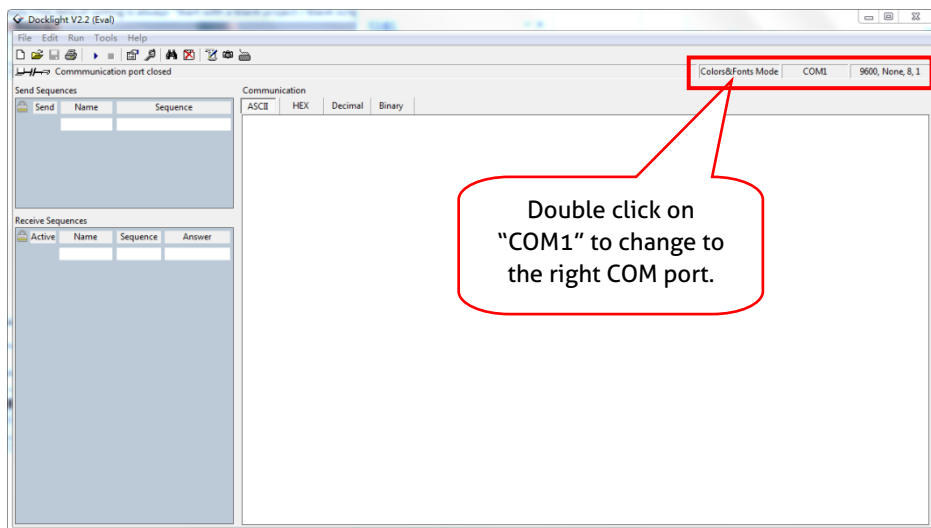 Docklight V2.2 (Eval)
File Edit Run Tools Help
Commmunication port closed
Colors&Fonts Mode COM1 9600, None, 8, 1
Send Sequences
Send Name Sequence
Communication
ASCII HEX Decimal Binary
Double click on
“COM1” to change to
the right COM port.
Receive Sequences
Active Name Sequence Answer